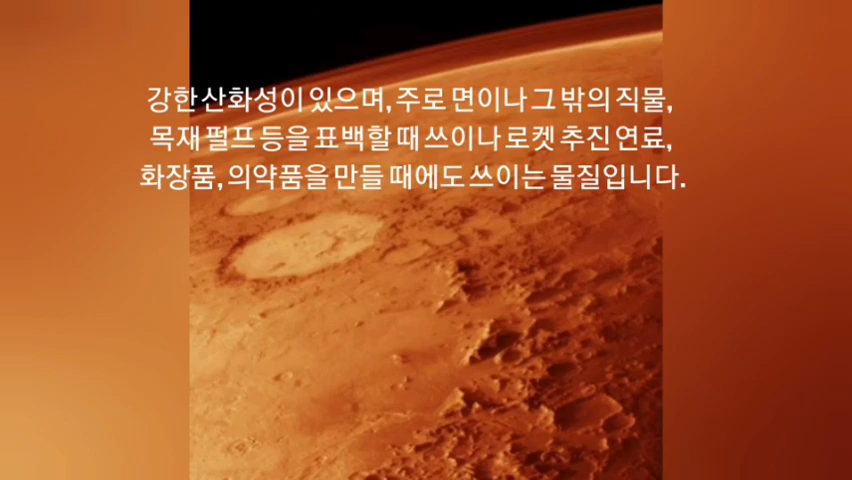 강한 산화성이 있으며, 주로 면이나 그 밖의 직물,
목재 펄프 등을 표백할 때 쓰이나 로켓 추진 연료,
화장품, 의약품을 만들 때에도 쓰이는 물질입니다.